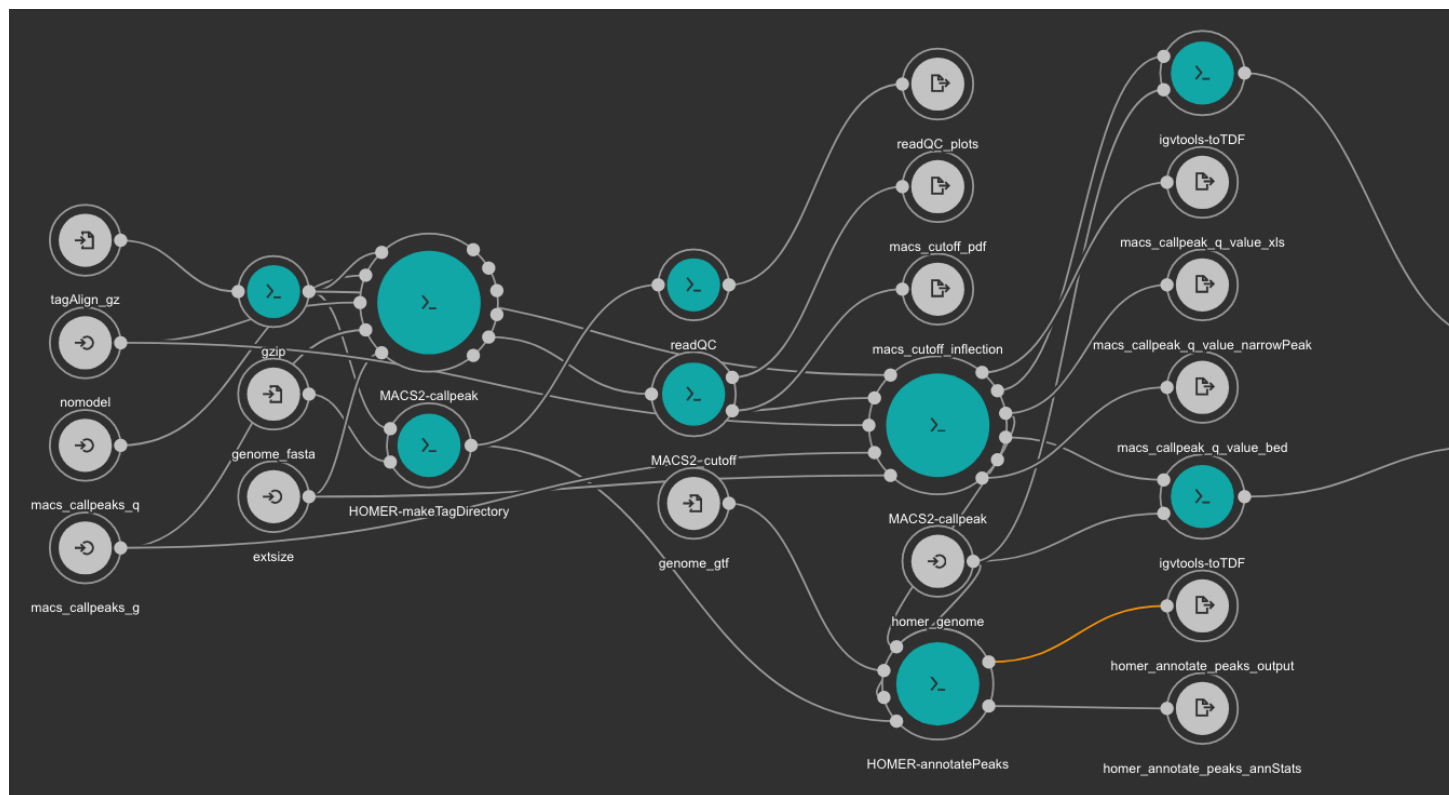 tagAlign_gz
nomodel
macs_callpeaks_q
macs_callpeaks_g
gzip
genome_fasta
extsize
MACS2-callpeak
HOMER-makeTagDirectory
readQC
MACS2-cutoff
genome_gtf
readQC_plots
macs_cutoff_pdf
macs_cutoff_inflection
MACS2-callpeak
homer_genome
HOMER-annotatePeaks
igvtools-toTDF
macs_callpeak_q_value_xls
macs_callpeak_q_value_narrowPeak
macs_callpeak_q_value_bed
igvtools-toTDF
homer_annotate_peaks_output
homer_annotate_peaks_annStats